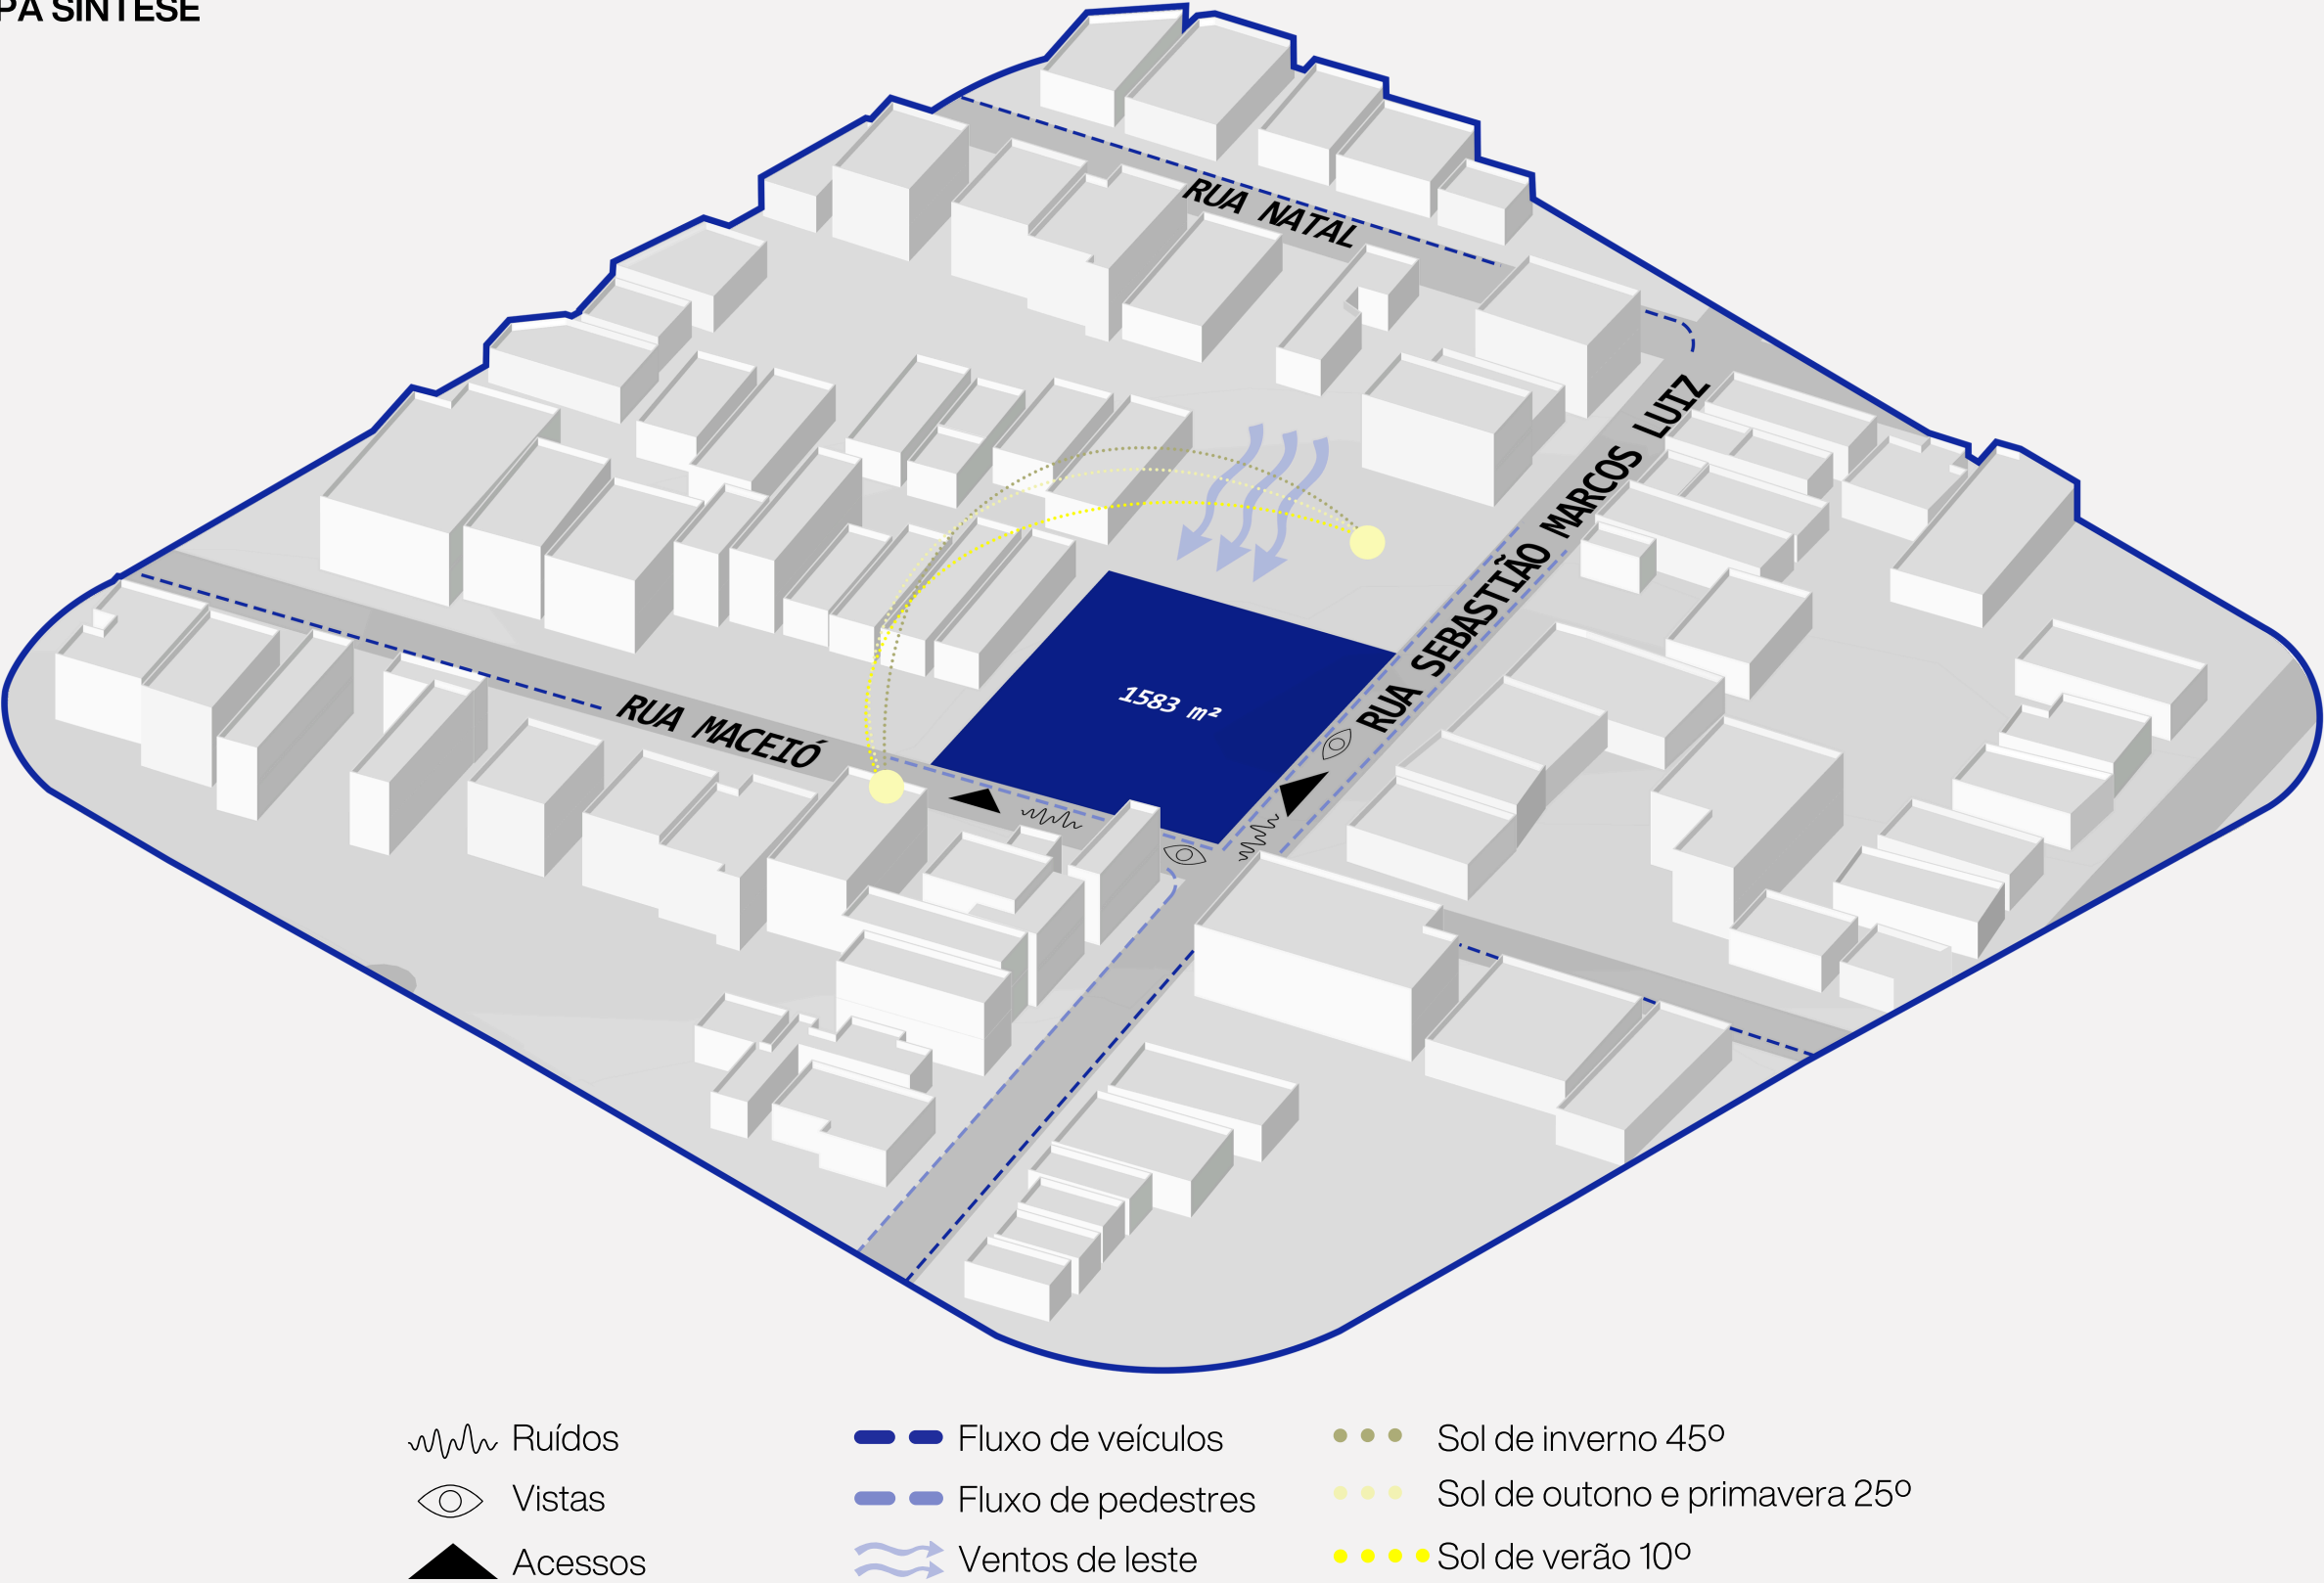 PA SÍNTESE
RUA NATAL
RUA SEBASTIÃO MARCOS LUIZ
1583 m²
RUA MACEIÓ
Ruídos
Vistas
Acessos
Fluxo de veículos
Fluxo de pedestres
Ventos de leste
Sol de inverno 45º
Sol de outono e primavera 25º
Sol de verão 10º